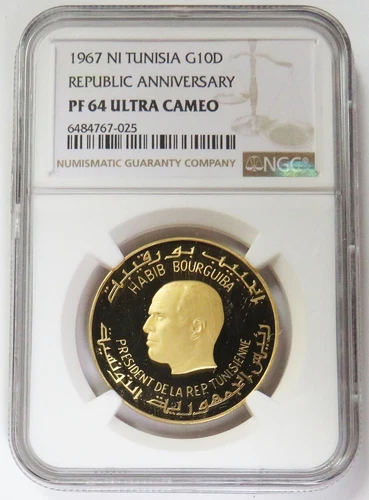 1967 NI TUNISIA G10D
REPUBLIC ANNIVERSARY
PF 64 ULTRA CAMEO
6484767-025
NUMISMATIC GUARANTY COMPANY
NGC
الحبيب بورقيبة
HABIB BOURGUIBA
PRESIDENT DE LA REP. TUNISIENNE
رئيس الجمهورية التونسية